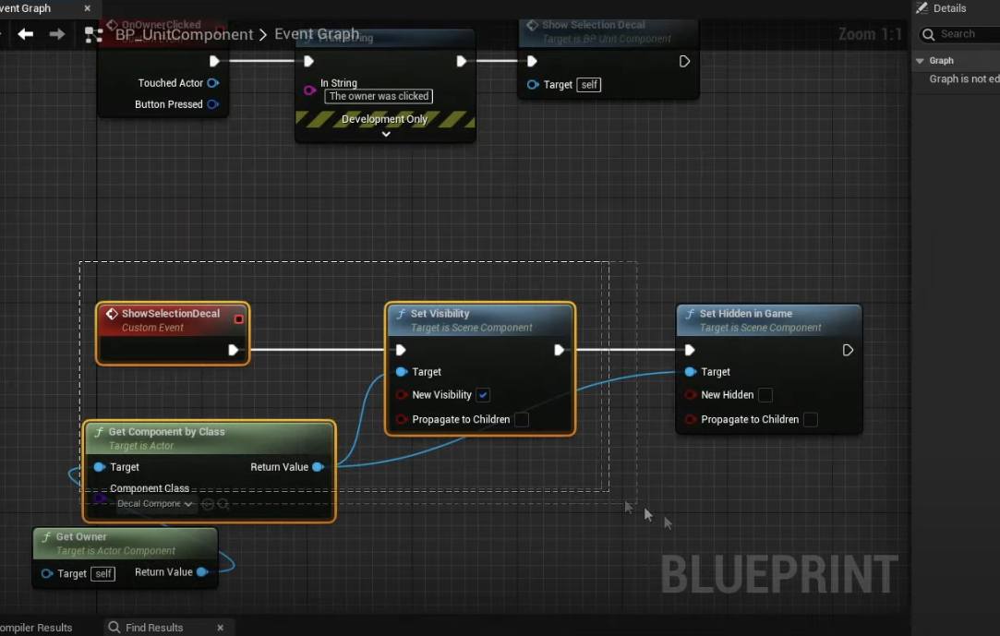 vent Graph
×
Details
BP_UnitComponent > Event Graph
Zoom 1:1
Search
Graph
Graph is not ed
OnOwnerClicked
Custom Event
Touched Actor
Button Pressed
String
In String
The owner was clicked
Development Only
Show Selection Decal
Target is BP Unit Component
Target self
ShowSelectionDecal
Custom Event
Set Visibility
Target is Scene Component
Target
New Visibility
Propagate to Children
Set Hidden in Game
Target is Scene Component
Target
New Hidden
Propagate to Children
Get Component by Class
Target is Actor
Target
Return Value
Component Class
Decal Compone
Get Owner
Target is Actor Component
Target self
Return Value
BLUEPRINT
ompiler Results
Find Results
×